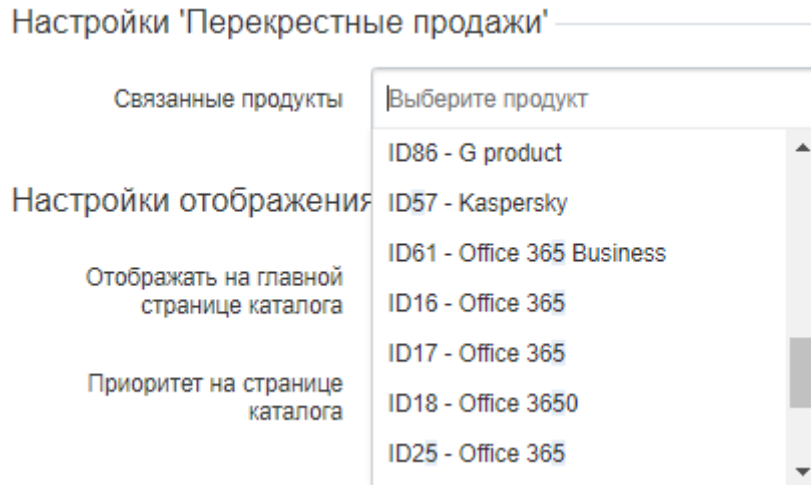 Настройки 'Перекрестные продажи'
Связанные продукты
Выберите продукт
ID86 - G product
ID57 - Kaspersky
ID61 - Office 365 Business
ID16 - Office 365
ID17 - Office 365
ID18 - Office 3650
ID25 - Office 365
Настройки отображения
Отображать на главной
странице каталога
Приоритет на странице
каталога